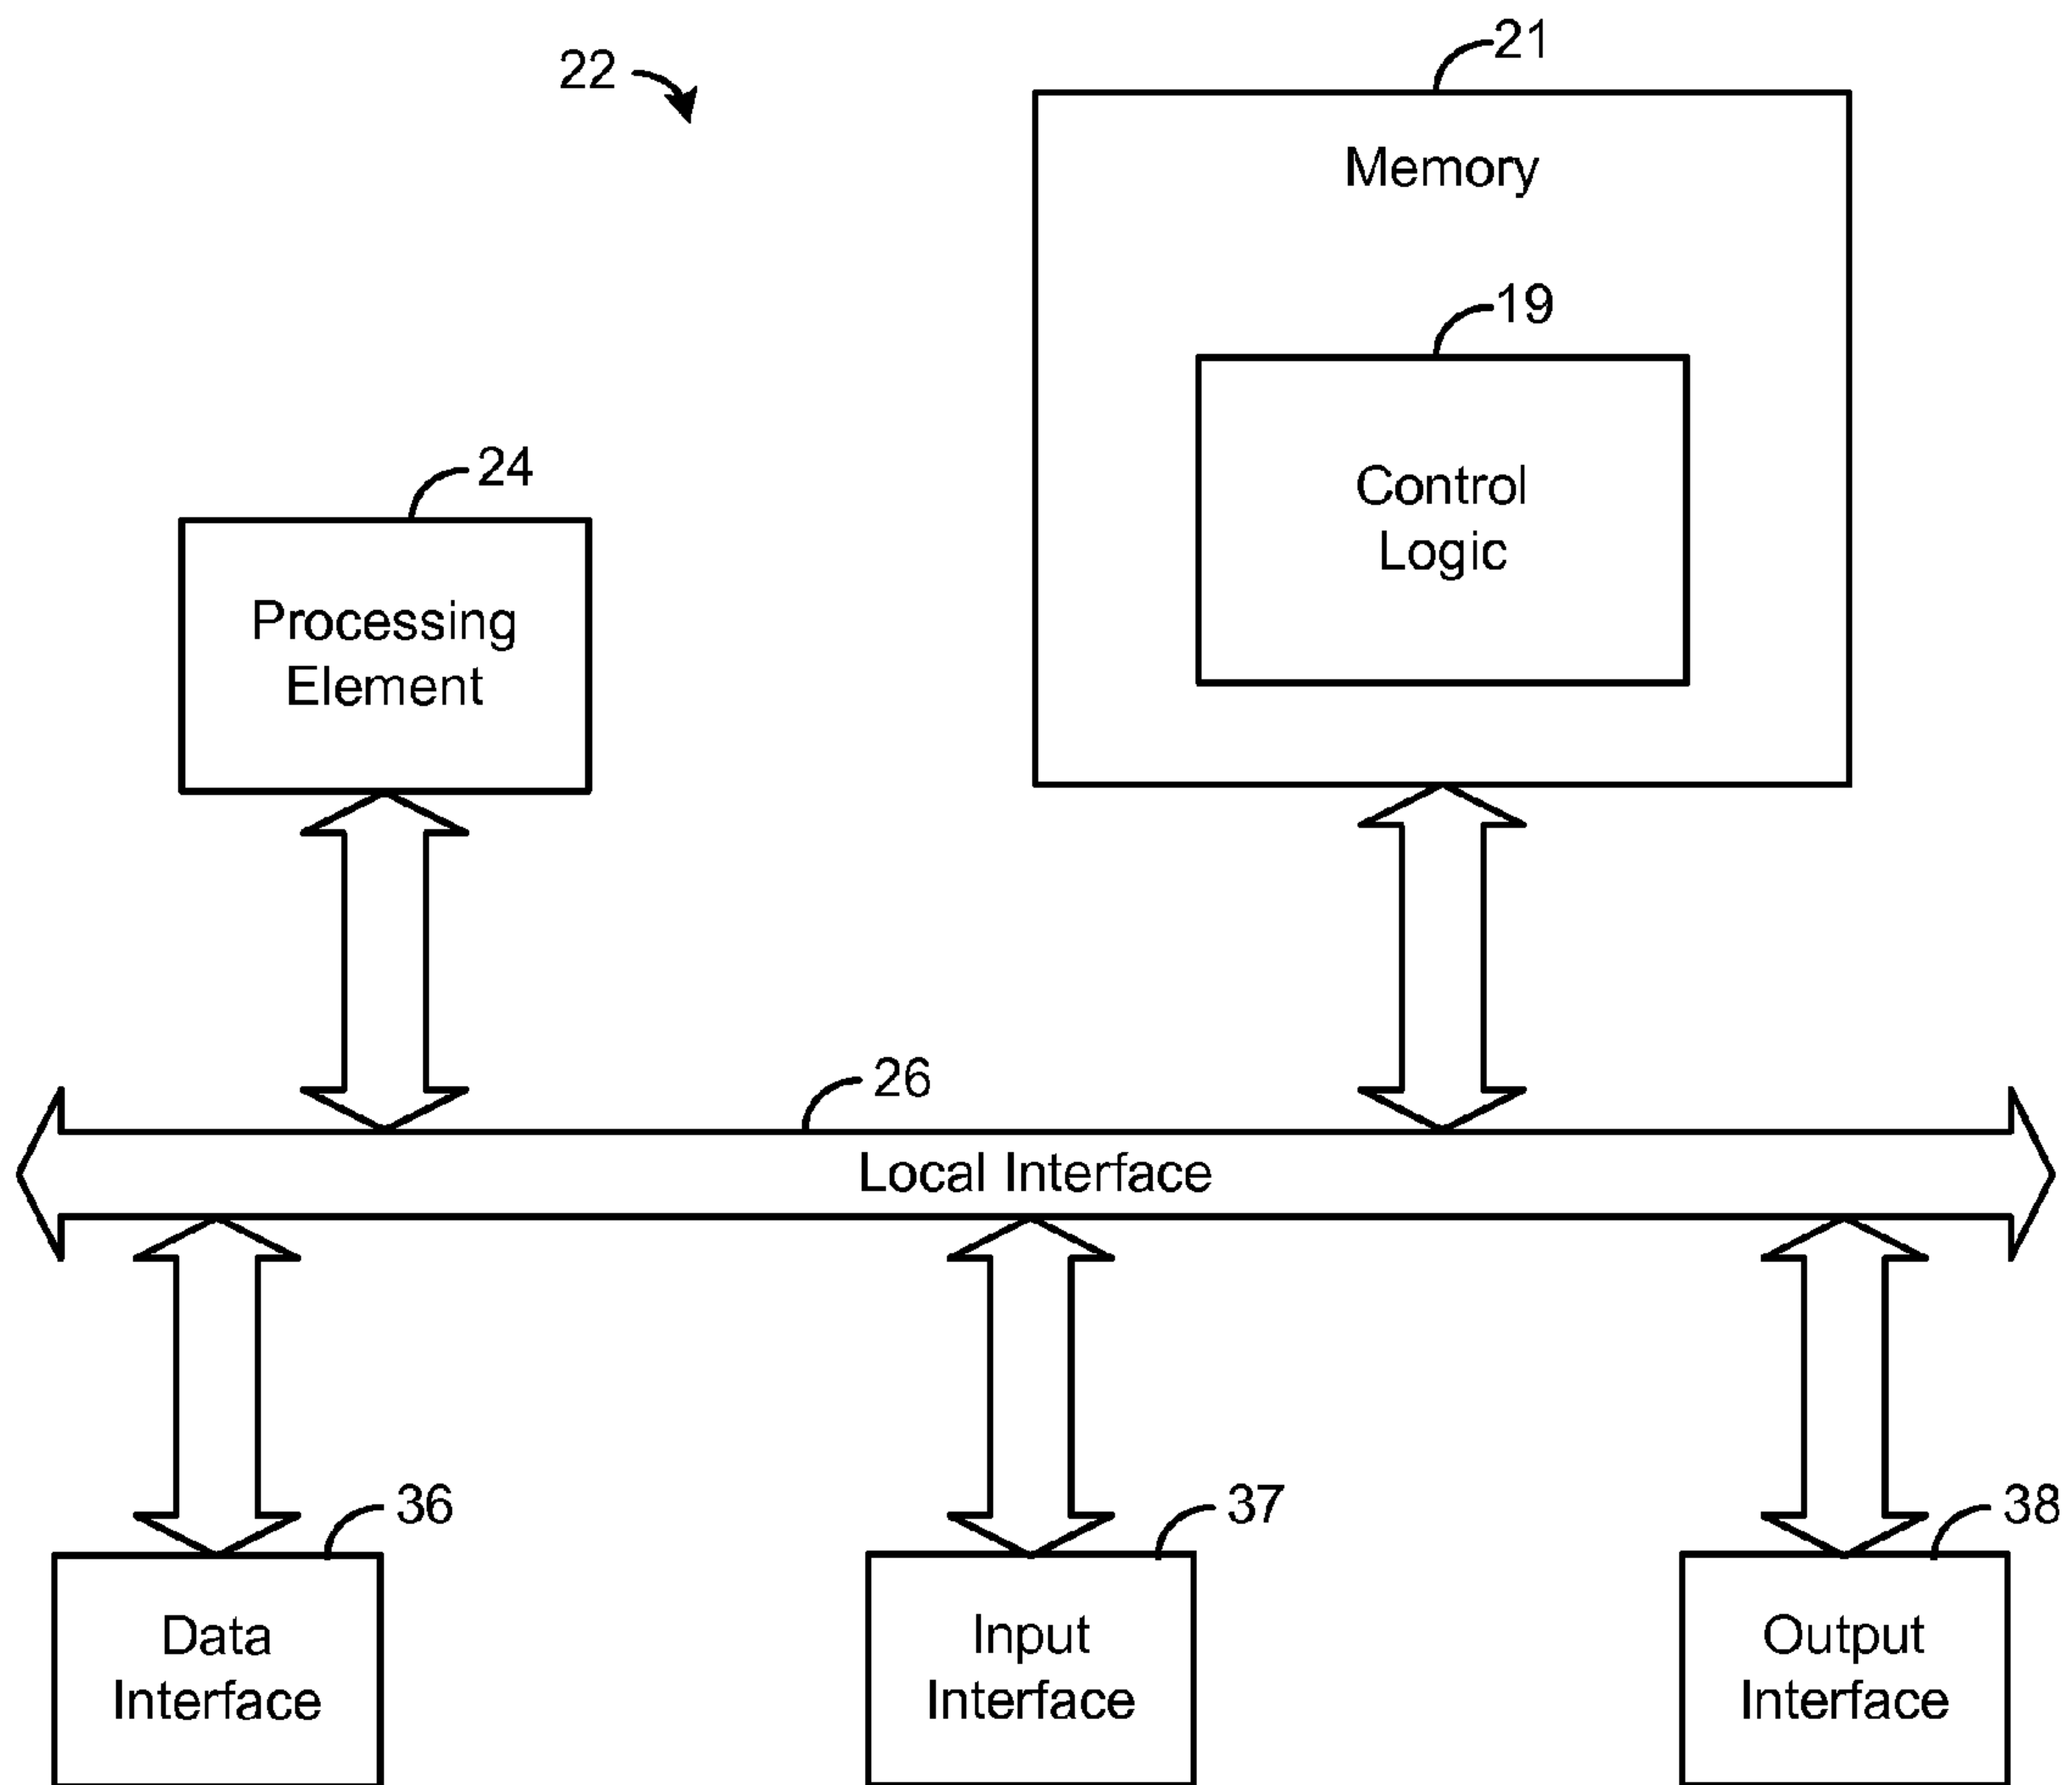 22
21
Memory
19
Control
Logic
24
Processing
Element
26
Local Interface
36
Data
Interface
37
Input
Interface
38
Output
Interface